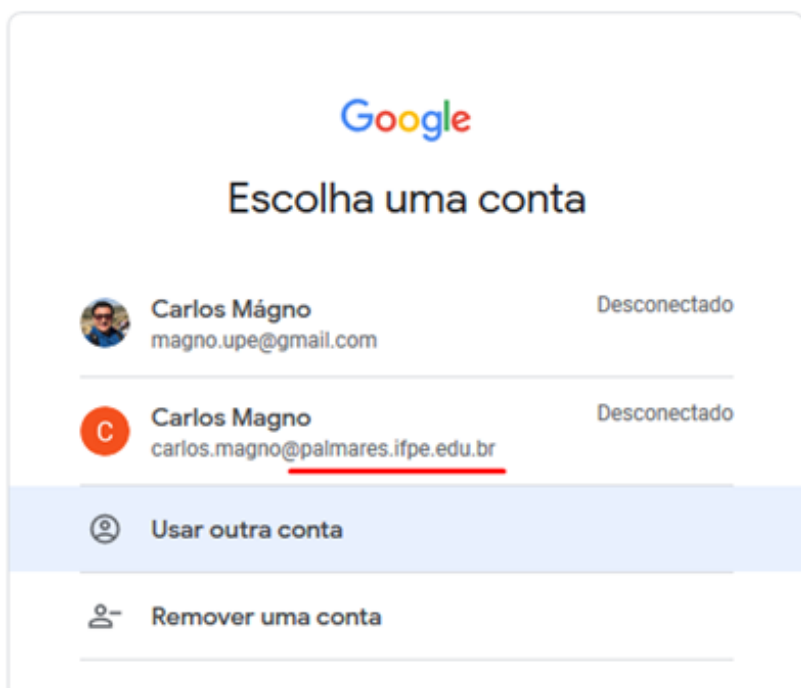 Google
Escolha uma conta
Carlos Mágno
Desconectado
magno.upe@gmail.com
C
Carlos Magno
Desconectado
carlos.magno@palmares.ifpe.edu.br
Usar outra conta
Remover uma conta